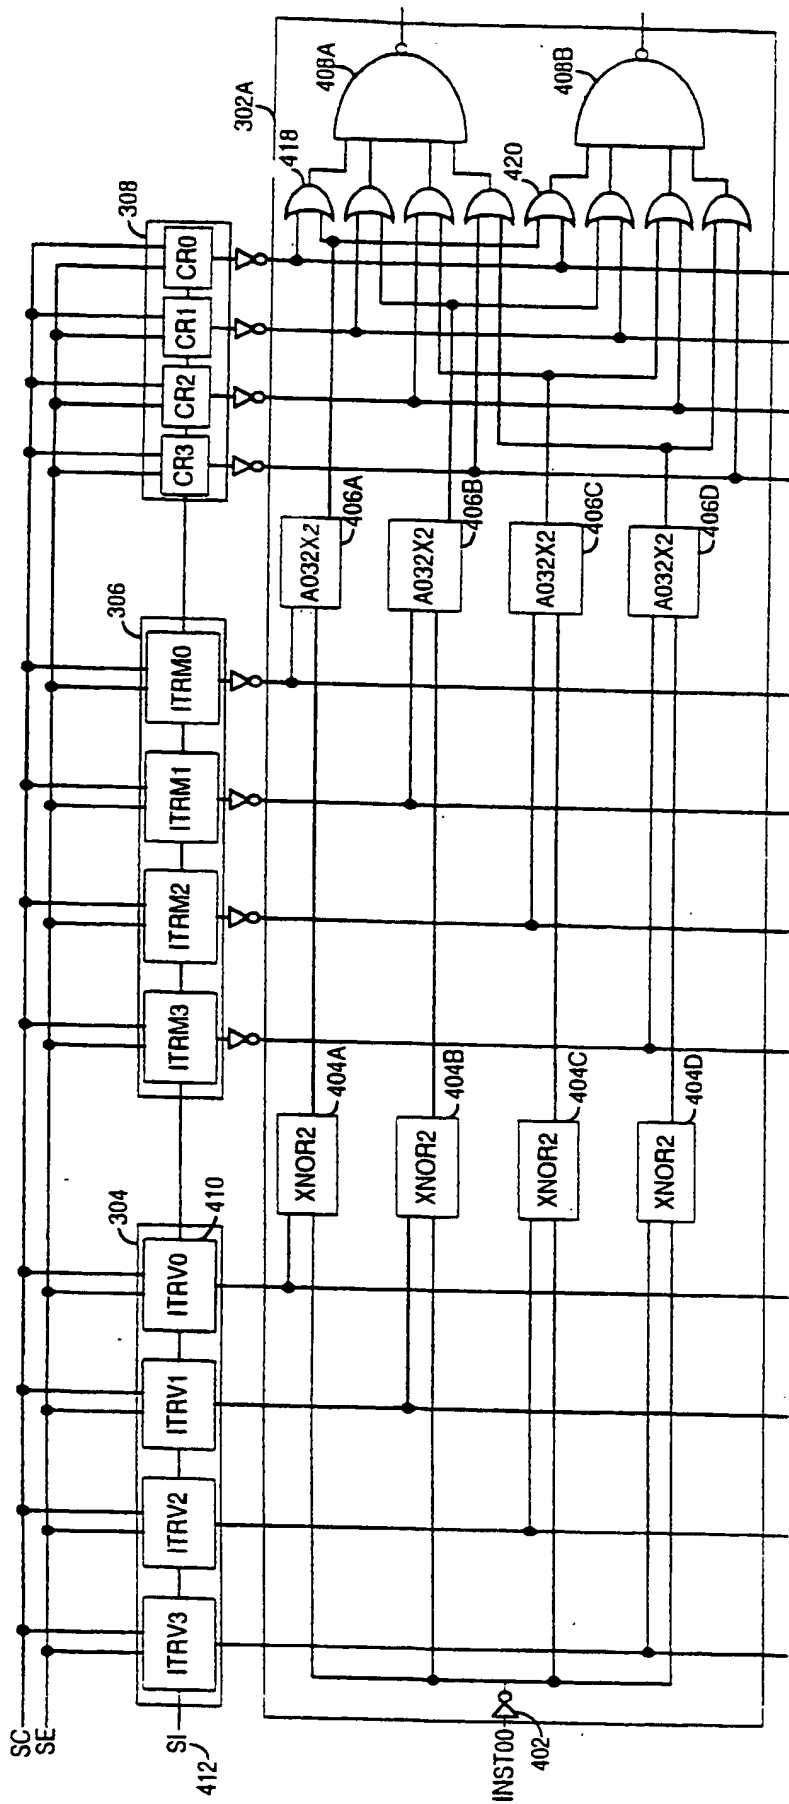 SC
SE
SI
412
304
ITRV3
ITRV2
ITRV1
ITRV0
410
306
ITRM3
ITRM2
ITRM1
ITRM0
308
CR3
CR2
CR1
CR0
302A
INST00
402
XNOR2
404A
XNOR2
404B
XNOR2
404C
XNOR2
404D
A032X2
406A
A032X2
406B
A032X2
406C
A032X2
406D
418
420
408A
408B